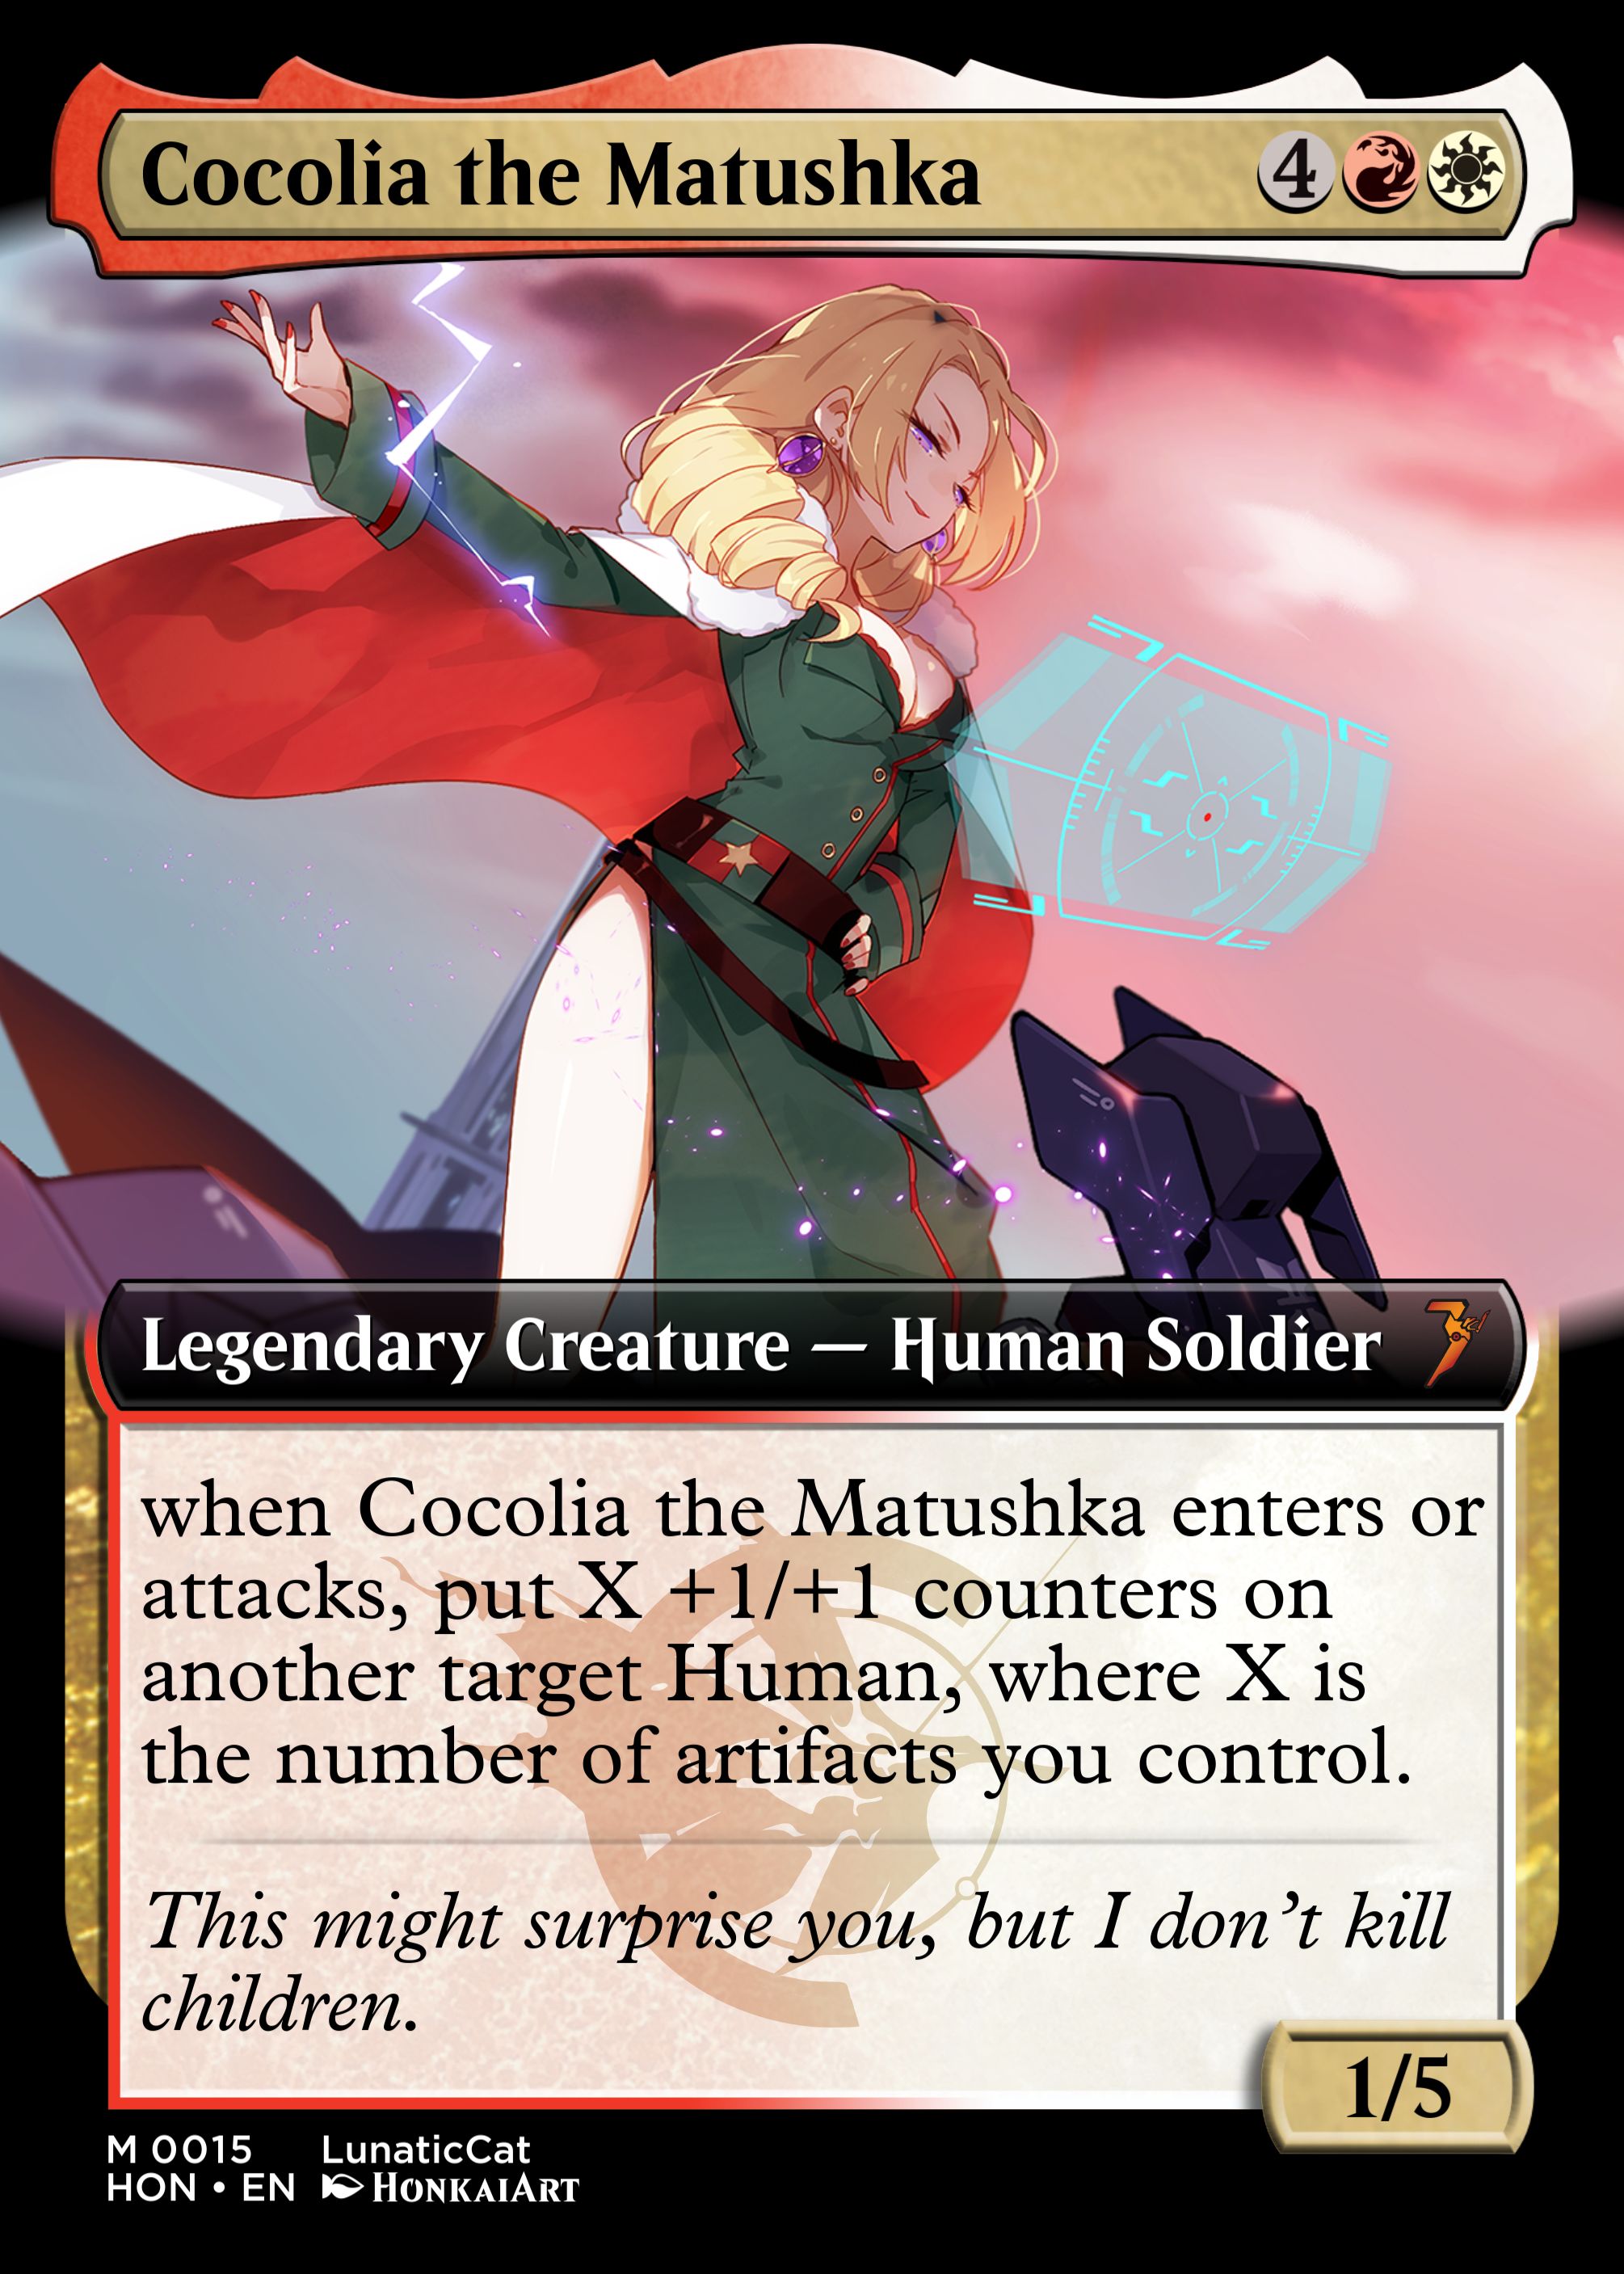 Cocolia the Matushka 4
Legendary Creature — Human Soldier
when Cocolia the Matushka enters or
attacks, put X +1/+1 counters on
another target Human, where X is
the number of artifacts you control.
This might surprise you, but I don’t kill
children.
1/5
M 0015 LunaticCat
HON • EN HONKAIART